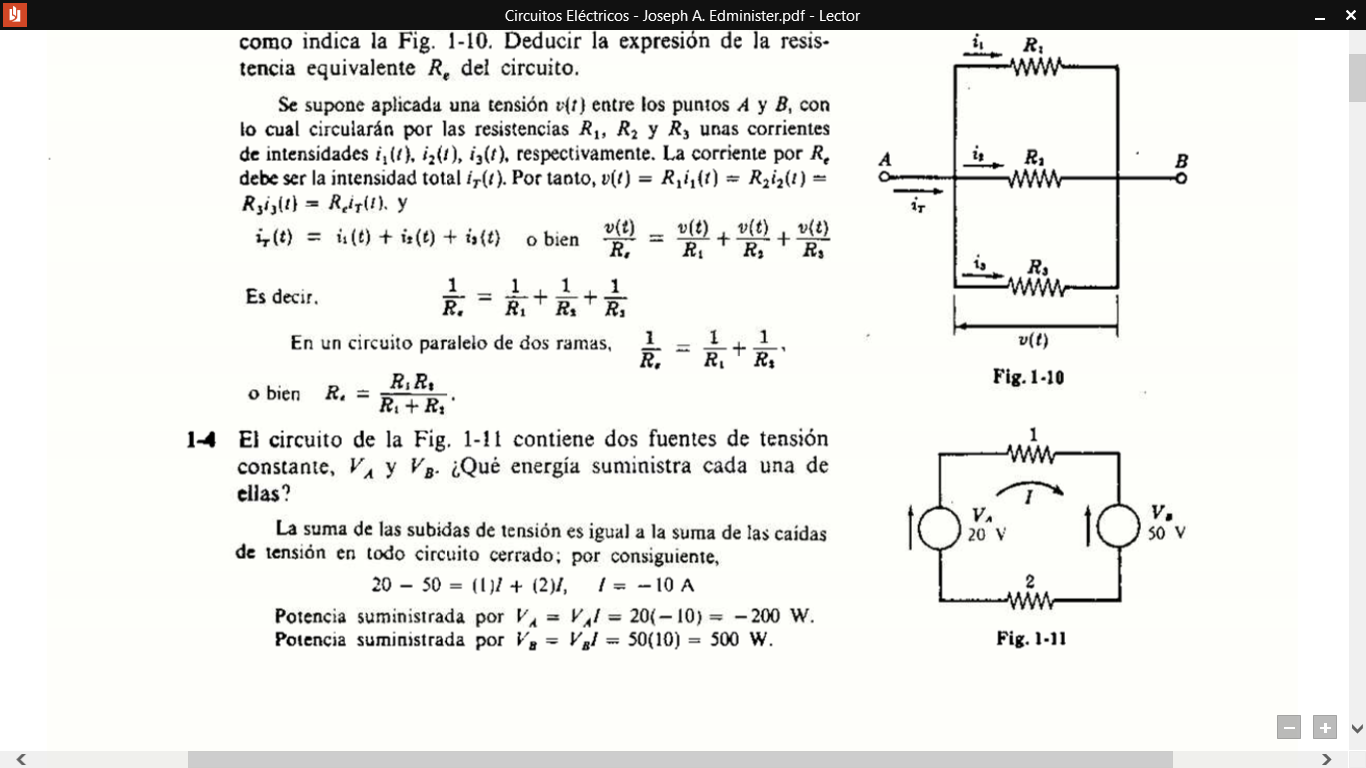 Circuitos Eléctricos - Joseph A. Edminister.pdf - Lector
como indica la Fig. 1-10. Deducir la expresión de la resis-
tencia equivalente Rₑ del circuito.
Se supone aplicada una tensión v(t) entre los puntos A y B, con
lo cual circularán por las resistencias R₁, R₂ y R₃ unas corrientes
de intensidades i₁(t), i₂(t), i₃(t), respectivamente. La corriente por Rₑ
debe ser la intensidad total i_T(t). Por tanto, v(t) = R₁i₁(t) = R₂i₂(t) =
R₃i₃(t) = Rₑi_T(t). y
i_T(t) = i₁(t) + i₂(t) + i₃(t) o bien v(t)/Rₑ = v(t)/R₁ + v(t)/R₂ + v(t)/R₃
Es decir, 1/Rₑ = 1/R₁ + 1/R₂ + 1/R₃
En un circuito paralelo de dos ramas, 1/Rₑ = 1/R₁ + 1/R₂,
o bien Rₑ = R₁R₂/(R₁ + R₂).
i₁ R₁
A i₂ R₂ B
i_T
i₃ R₃
v(t)
Fig. 1-10
1-4 El circuito de la Fig. 1-11 contiene dos fuentes de tensión
constante, V_A y V_B. ¿Qué energía suministra cada una de
ellas?
La suma de las subidas de tensión es igual a la suma de las caídas
de tensión en todo circuito cerrado; por consiguiente,
20 − 50 = (1)I + (2)I, I = −10 A
Potencia suministrada por V_A = V_A I = 20(−10) = −200 W.
Potencia suministrada por V_B = V_B I = 50(10) = 500 W.
1
I
V_A
20 V
V_B
50 V
2
Fig. 1-11